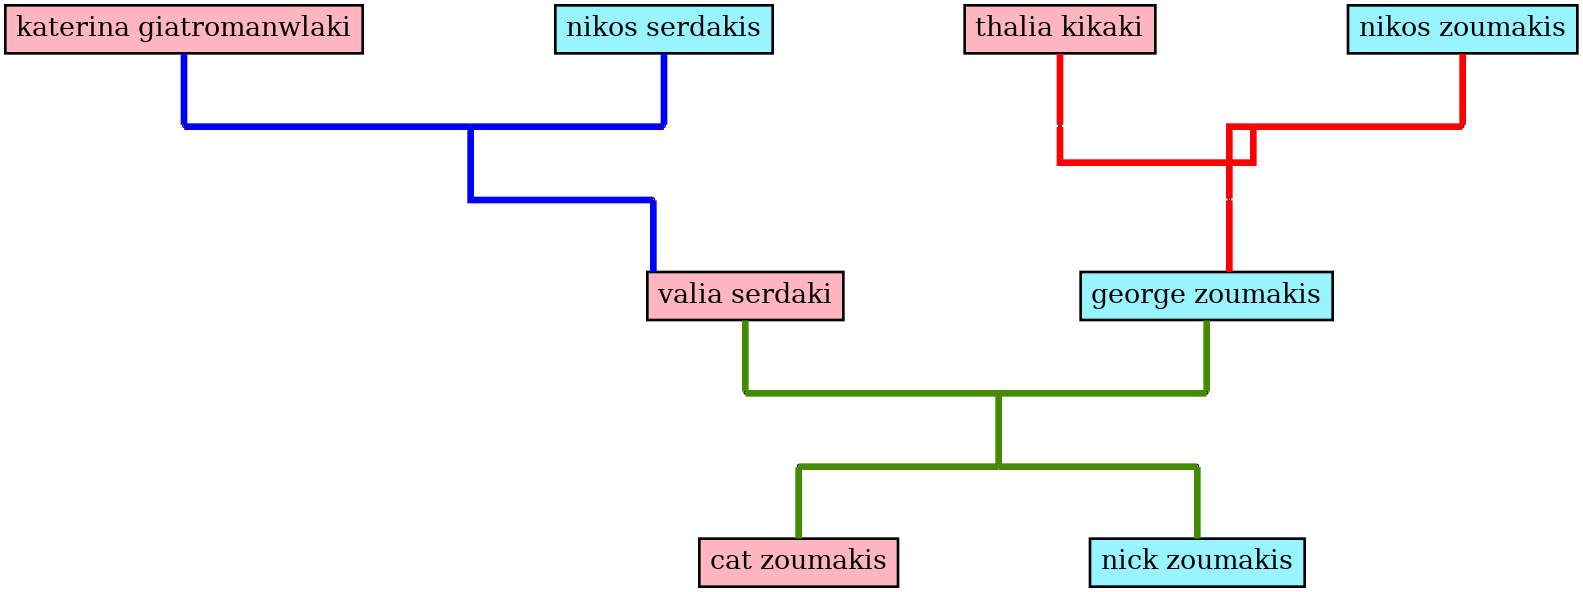 katerina giatromanwlaki
nikos serdakis
thalia kikaki
nikos zoumakis
valia serdaki
george zoumakis
cat zoumakis
nick zoumakis